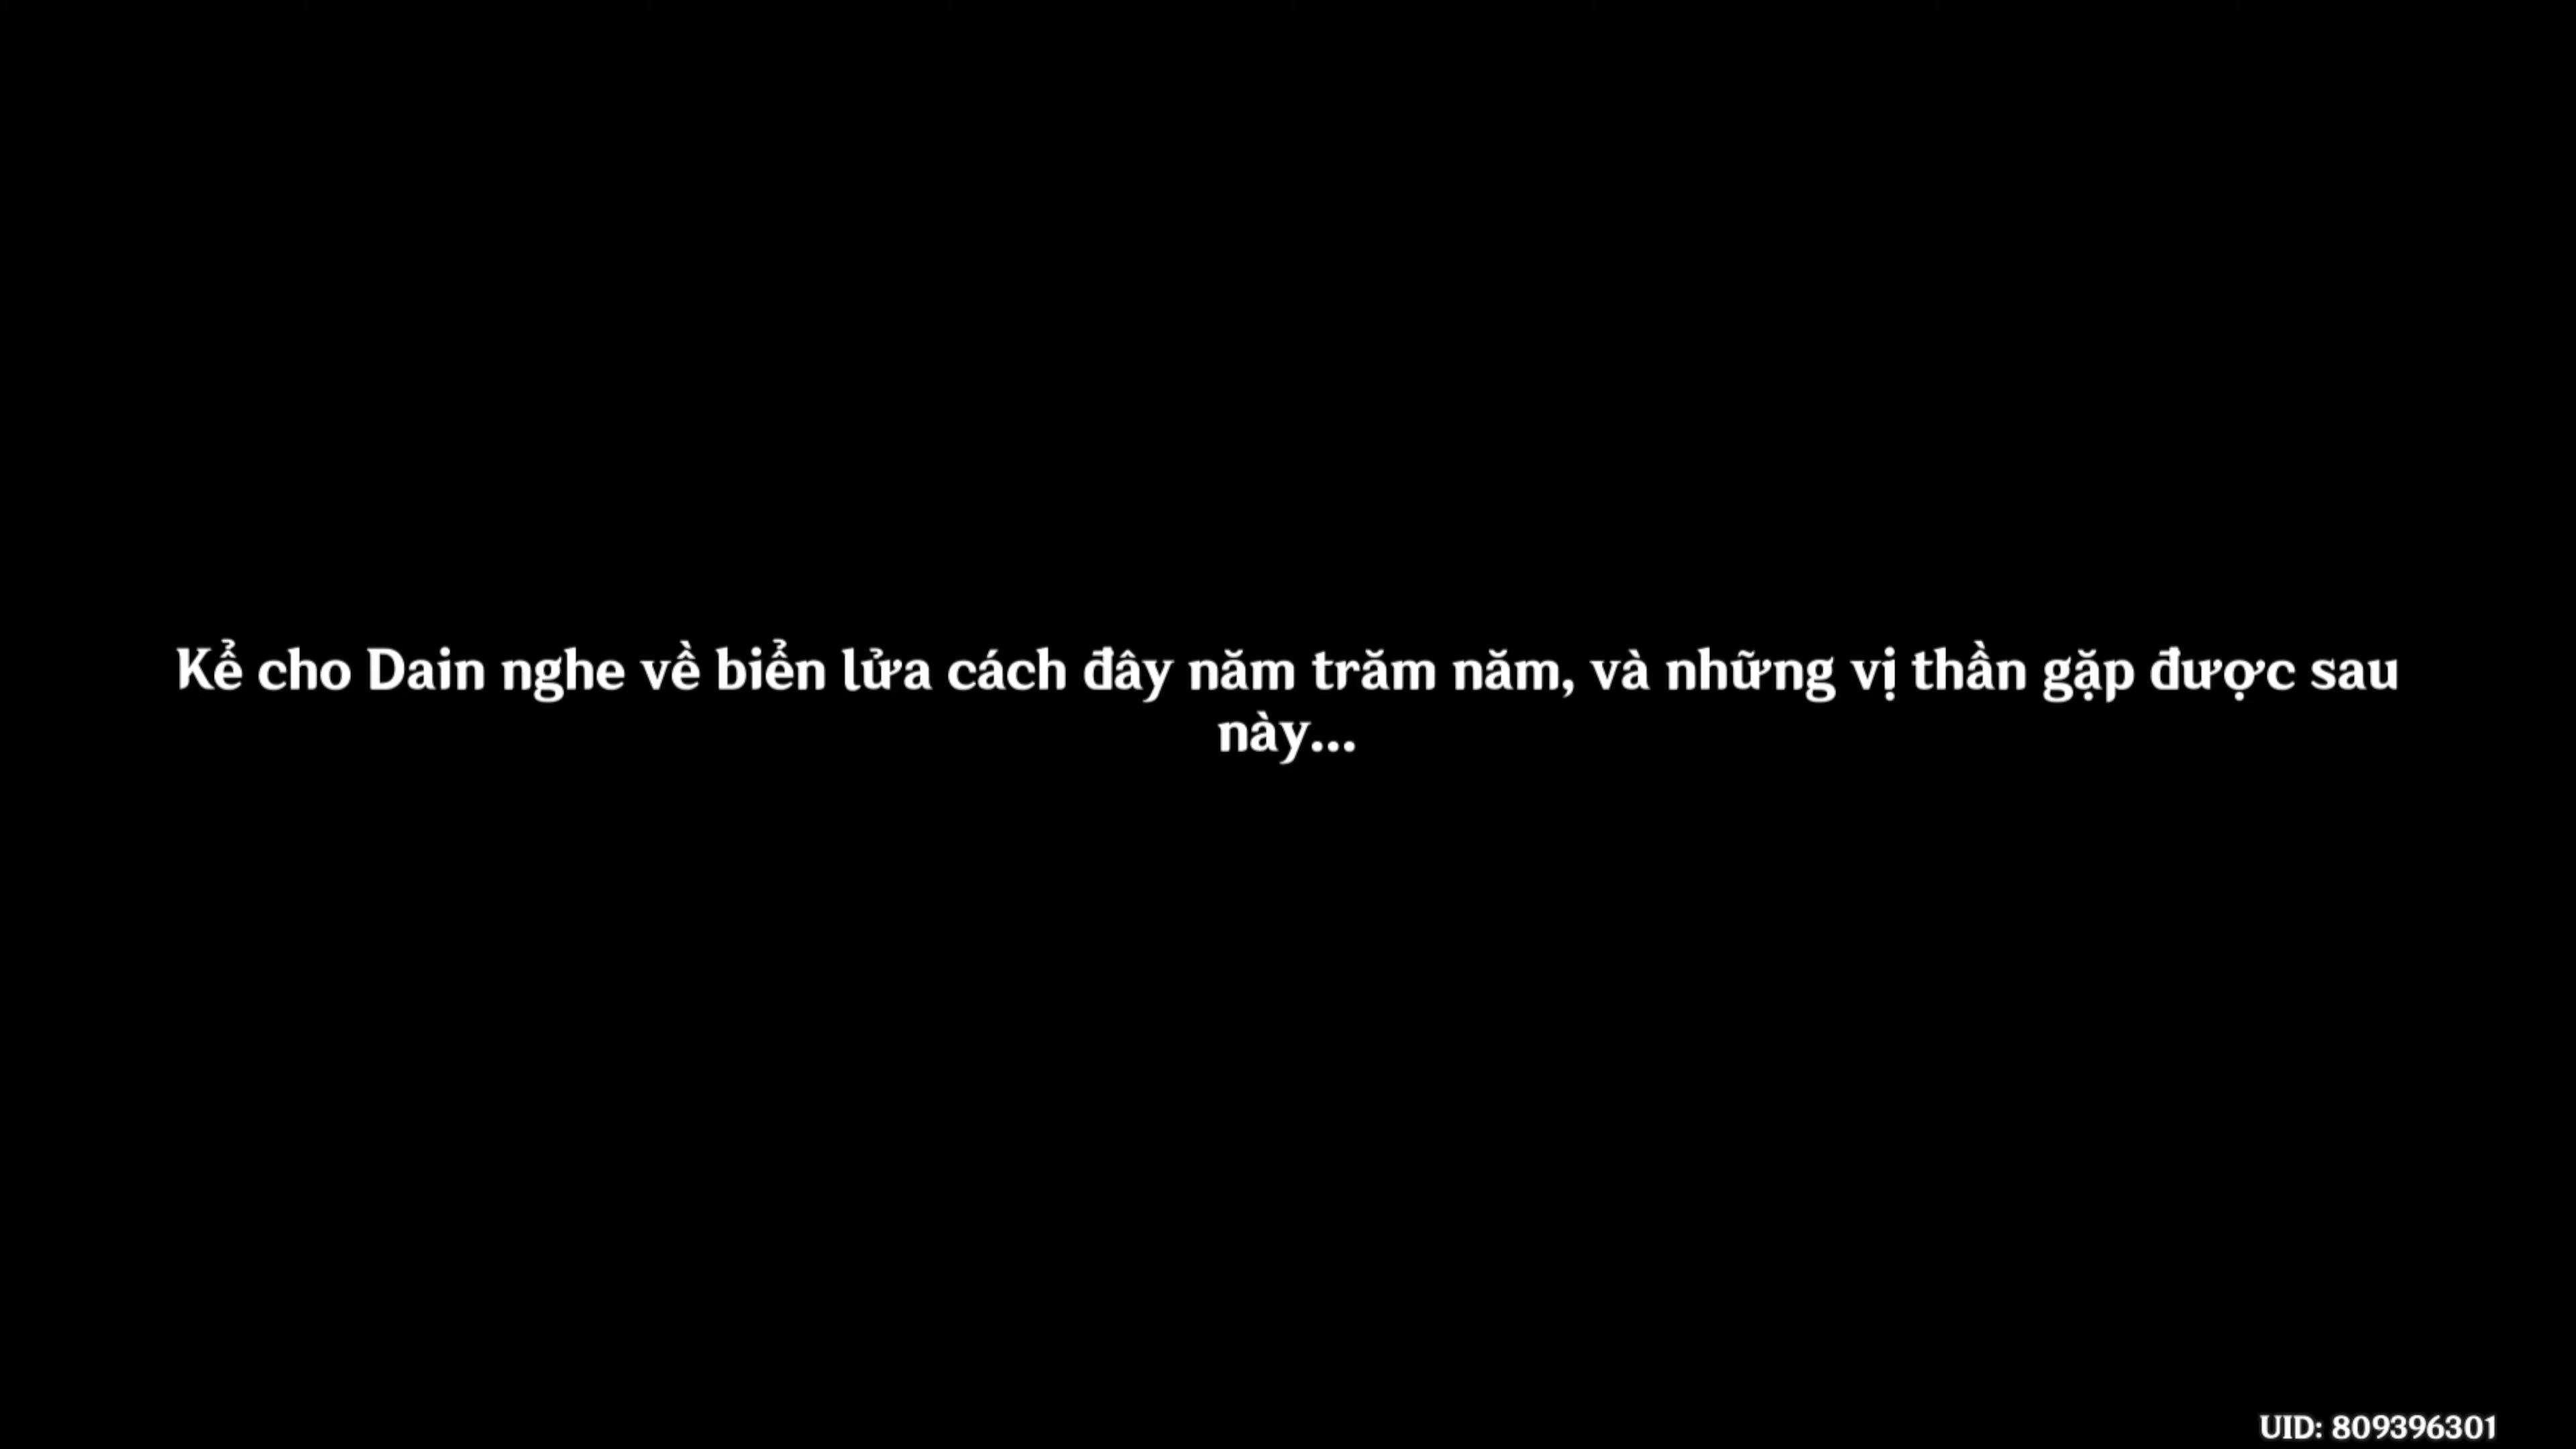 Kể cho Dain nghe về biển lửa cách đây năm trăm năm, và những vị thần gặp được sau
này...
UID: 809396301